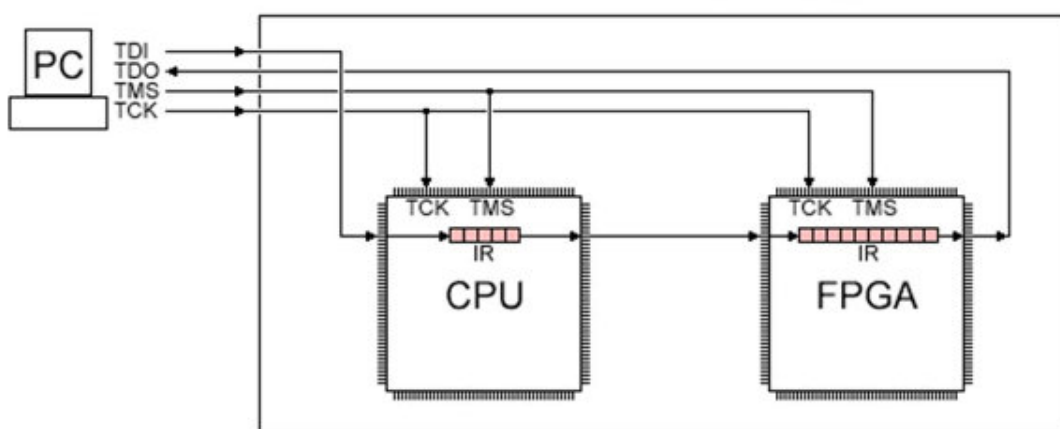 PC
TDI
TDO
TMS
TCK
TCK TMS
IR
CPU
TCK TMS
IR
FPGA